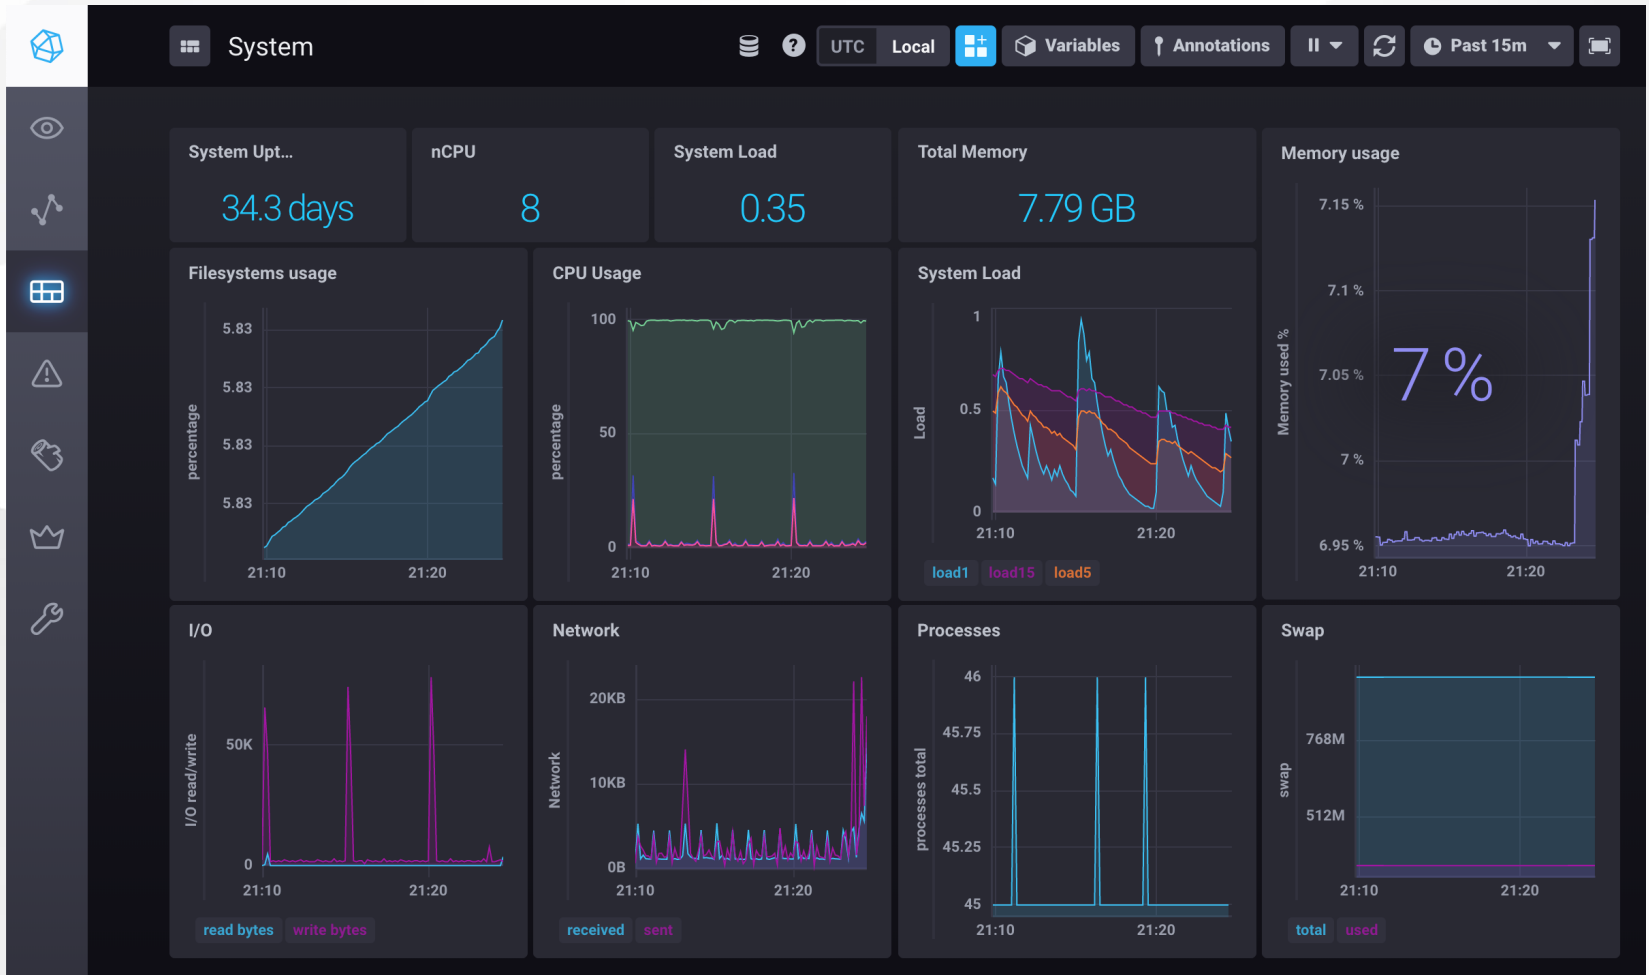 System
?
UTC
Local
Variables
Annotations
Past 15m
System Upt...
34.3 days
nCPU
8
System Load
0.35
Total Memory
7.79 GB
Memory usage
Memory used %
7.15 %
7.1 %
7.05 %
7 %
6.95 %
7 %
21:10
21:20
Filesystems usage
percentage
5.83
5.83
5.83
5.83
21:10
21:20
CPU Usage
percentage
100
50
0
21:10
21:20
System Load
Load
1
0.5
0
21:10
21:20
load1
load15
load5
I/O
I/O read/write
50K
0
21:10
21:20
read bytes
write bytes
Network
Network
20KB
10KB
0B
21:10
21:20
received
sent
Processes
processes total
46
45.75
45.5
45.25
45
21:10
21:20
Swap
swap
768M
512M
21:10
21:20
total
used